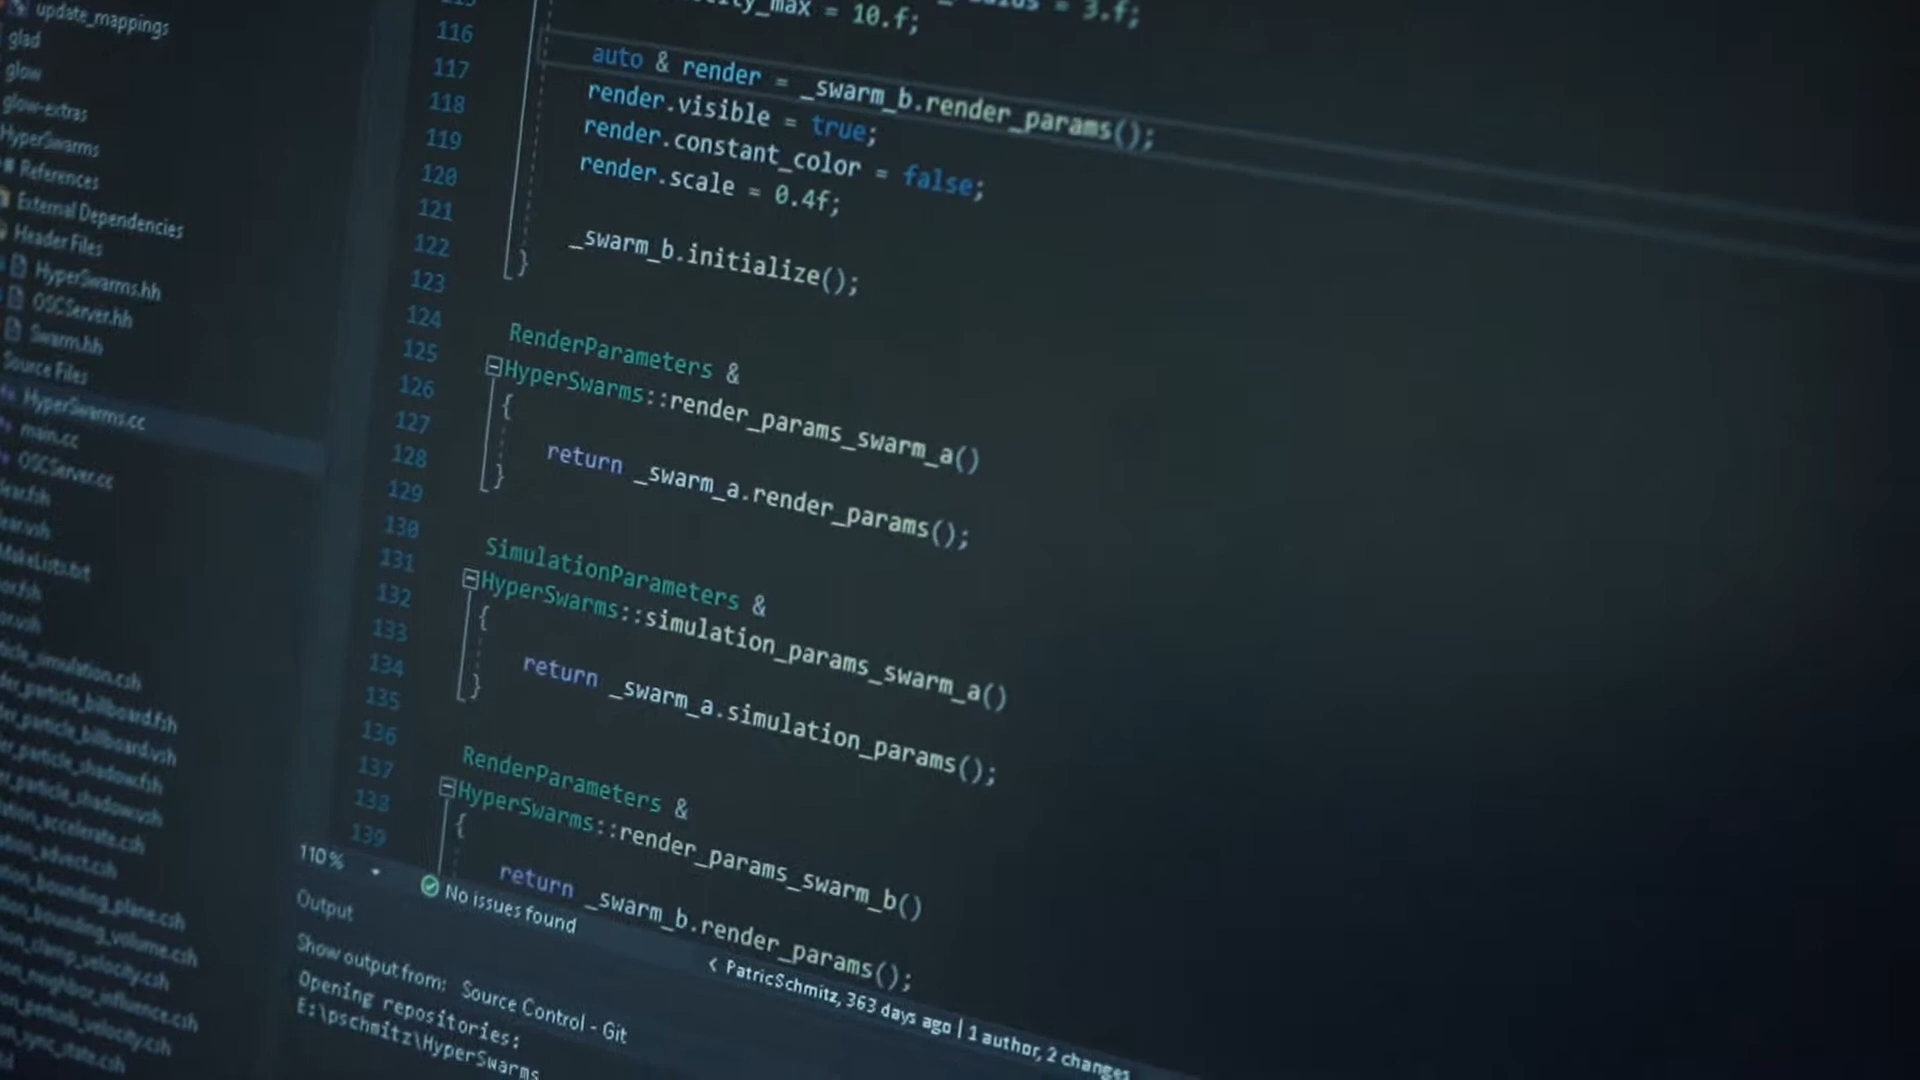 update_mappings
glad
glow
glow-extras
HyperSwarms
References
External Dependencies
Header Files
HyperSwarms.hh
OSCServer.hh
Swarm.hh
Source Files
HyperSwarms.cc
main.cc
OSCServer.cc
_max = 10.f;
= 3.f;
116
117 auto & render = _swarm_b.render_params();
118 render.visible = true;
119 render.constant_color = false;
120 render.scale = 0.4f;
121
122 _swarm_b.initialize();
123 }
124
125 RenderParameters &
126 HyperSwarms::render_params_swarm_a()
127 {
128 return _swarm_a.render_params();
129 }
130
131 SimulationParameters &
132 HyperSwarms::simulation_params_swarm_a()
133 {
134 return _swarm_a.simulation_params();
135 }
136
137 RenderParameters &
138 HyperSwarms::render_params_swarm_b()
139 {
return _swarm_b.render_params();
110 %
No issues found
PatricSchmitz, 363 days ago | 1 author, 2 changes
Output
Show output from: Source Control - Git
Opening repositories:
E:\pschmitz\HyperSwarms